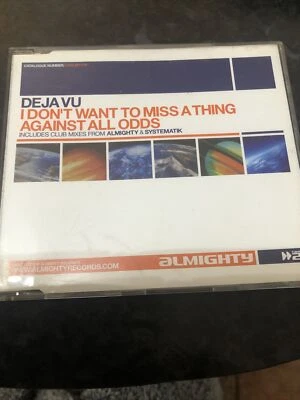 CATALOGUE NUMBER
DEJA VU
I DON'T WANT TO MISS A THING
AGAINST ALL ODDS
INCLUDES CLUB MIXES FROM ALMIGHTY & SYSTEMATIK
WWW.ALMIGHTYRECORDS.COM
ALMIGHTY